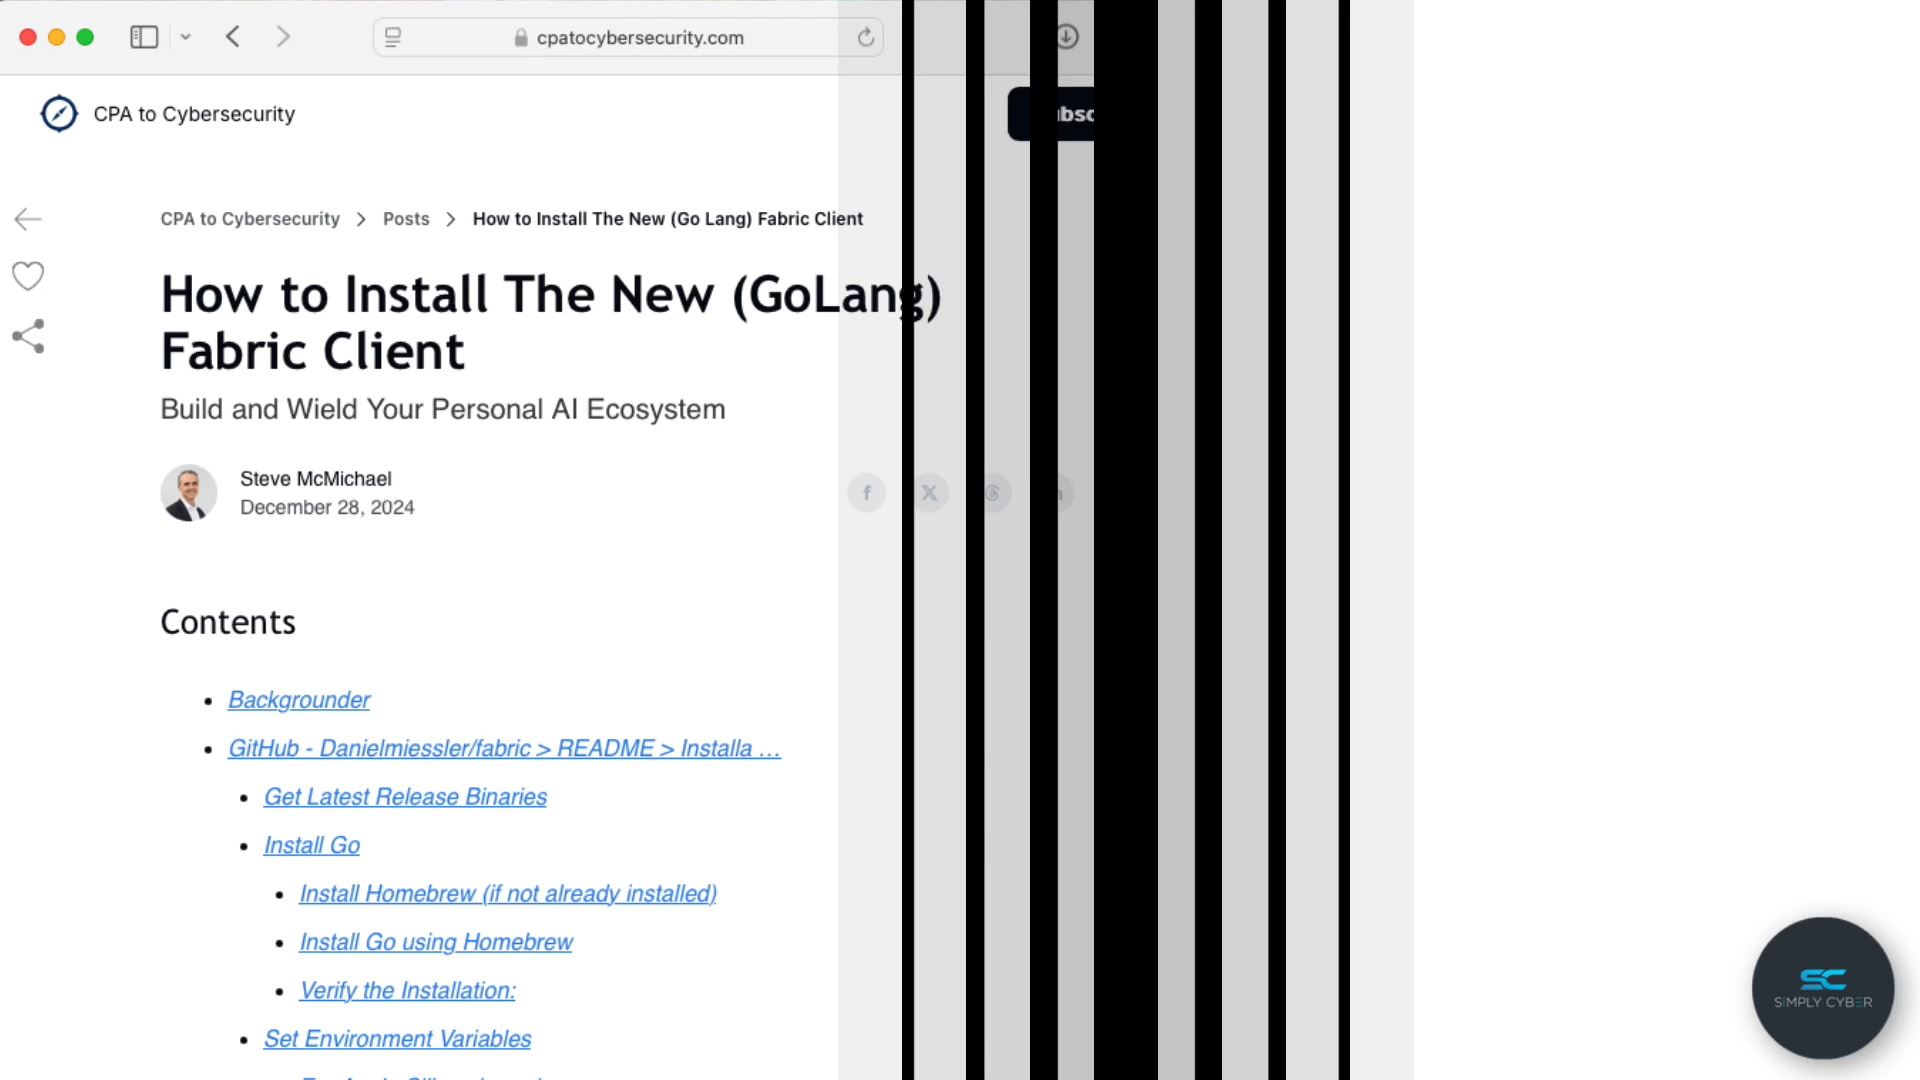 cpatocybersecurity.com
CPA to Cybersecurity
CPA to Cybersecurity > Posts > How to Install The New (Go Lang) Fabric Client
How to Install The New (GoLang)
Fabric Client
Build and Wield Your Personal AI Ecosystem
Steve McMichael
December 28, 2024
Contents
Backgrounder
GitHub - Danielmiessler/fabric > README > Installa ...
Get Latest Release Binaries
Install Go
Install Homebrew (if not already installed)
Install Go using Homebrew
Verify the Installation:
Set Environment Variables
SIMPLY CYBER